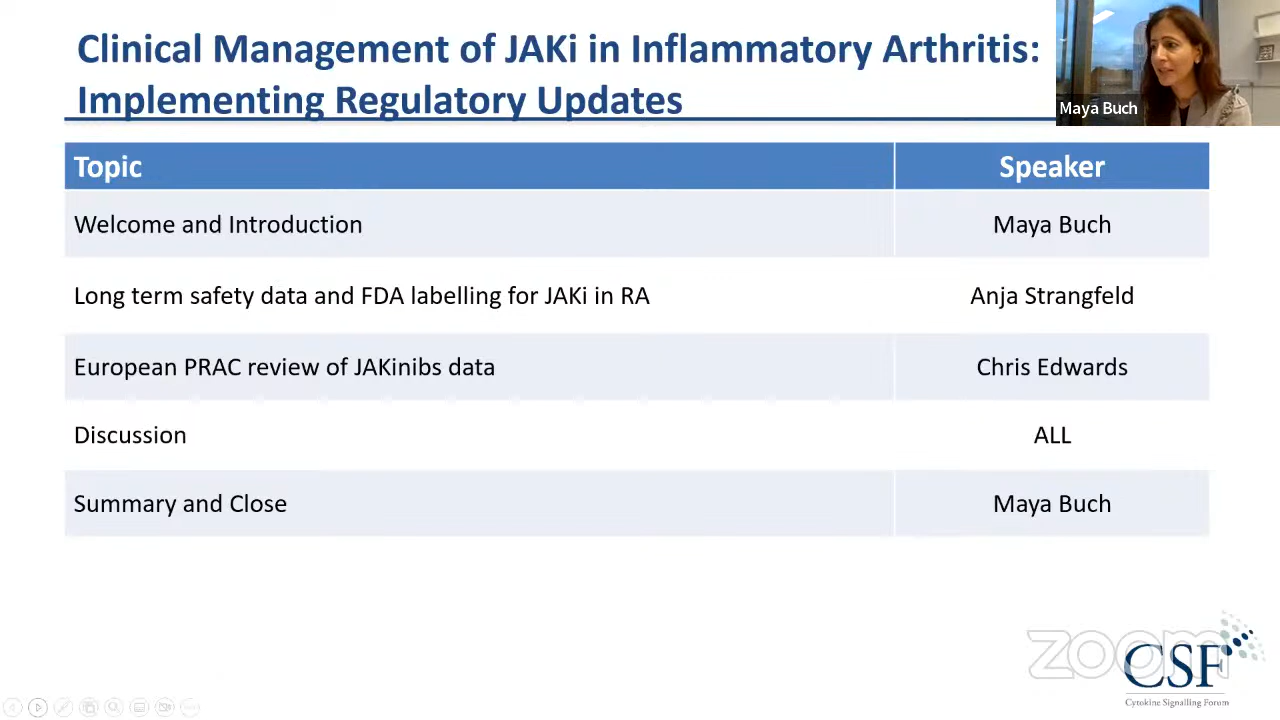 Clinical Management of JAKi in Inflammatory Arthritis:
Implementing Regulatory Updates
Maya Buch
Topic Speaker
Welcome and Introduction Maya Buch
Long term safety data and FDA labelling for JAKi in RA Anja Strangfeld
European PRAC review of JAKinibs data Chris Edwards
Discussion ALL
Summary and Close Maya Buch
zoom
CSF
Cytokine Signalling Forum